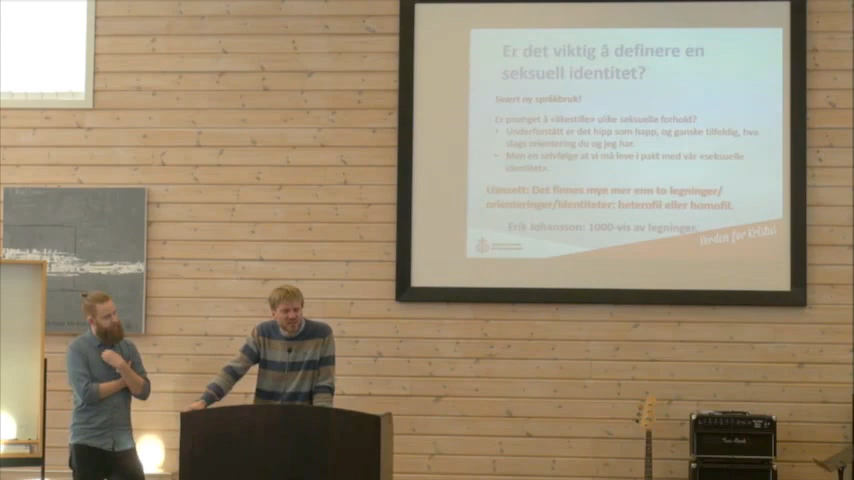 Er det viktig å definere en
seksuell identitet?
Svært ny språkbruk!
Er preget å «likestille» ulike seksuelle forhold?
• Underforstått er det hipp som happ, og ganske tilfeldig, hva
slags orientering du og jeg har.
• Men en selvfølge at vi må leve i pakt med vår «seksuelle
identitet».
Uansett: Det finnes mye mer enn to legninger/
orienteringer/identiteter: heterofil eller homofil.
Erik Johansson: 1000-vis av legninger.
Verden for Kristus